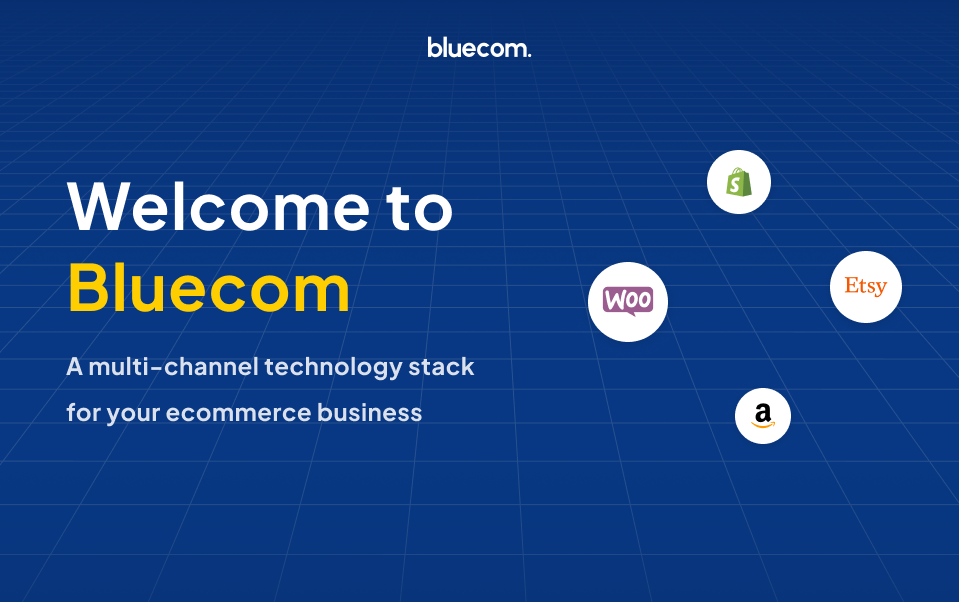 bluecom.
Welcome to
Bluecom
A multi-channel technology stack
for your ecommerce business
S
Woo
Etsy
a